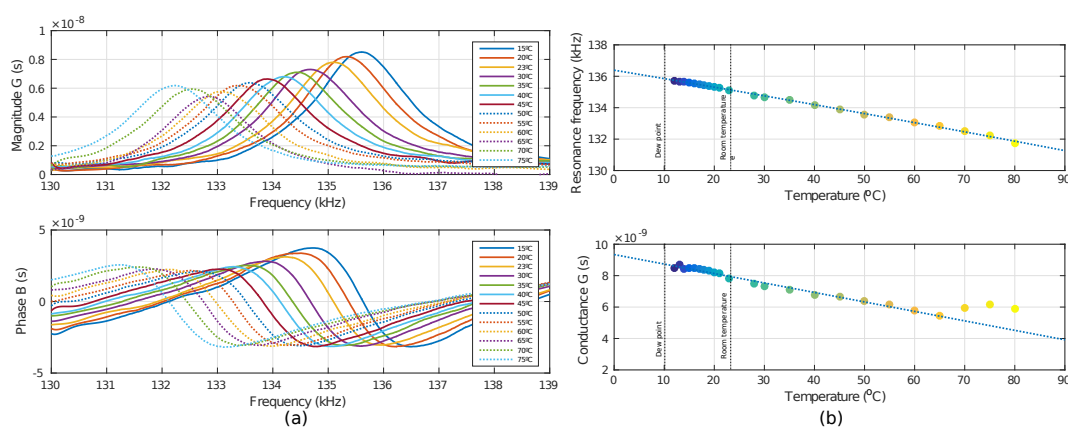 ×10⁻⁸
1
0.8
0.6
0.4
0.2
0
Magnitude G (s)
130 131 132 133 134 135 136 137 138 139
Frequency (kHz)
15ºC
20ºC
23ºC
30ºC
35ºC
40ºC
45ºC
50ºC
55ºC
60ºC
65ºC
70ºC
75ºC
×10⁻⁹
5
0
-5
Phase B (s)
130 131 132 133 134 135 136 137 138 139
Frequency (kHz)
15ºC
20ºC
23ºC
30ºC
35ºC
40ºC
45ºC
50ºC
55ºC
60ºC
65ºC
70ºC
75ºC
(a)
138
136
134
132
130
Resonance frequency (kHz)
Dew point
Room temperature
e
0 10 20 30 40 50 60 70 80 90
Temperature (ºC)
×10⁻⁹
10
8
6
4
2
Conductance G (s)
Dew point
Room temperature
0 10 20 30 40 50 60 70 80 90
Temperature (ºC)
(b)